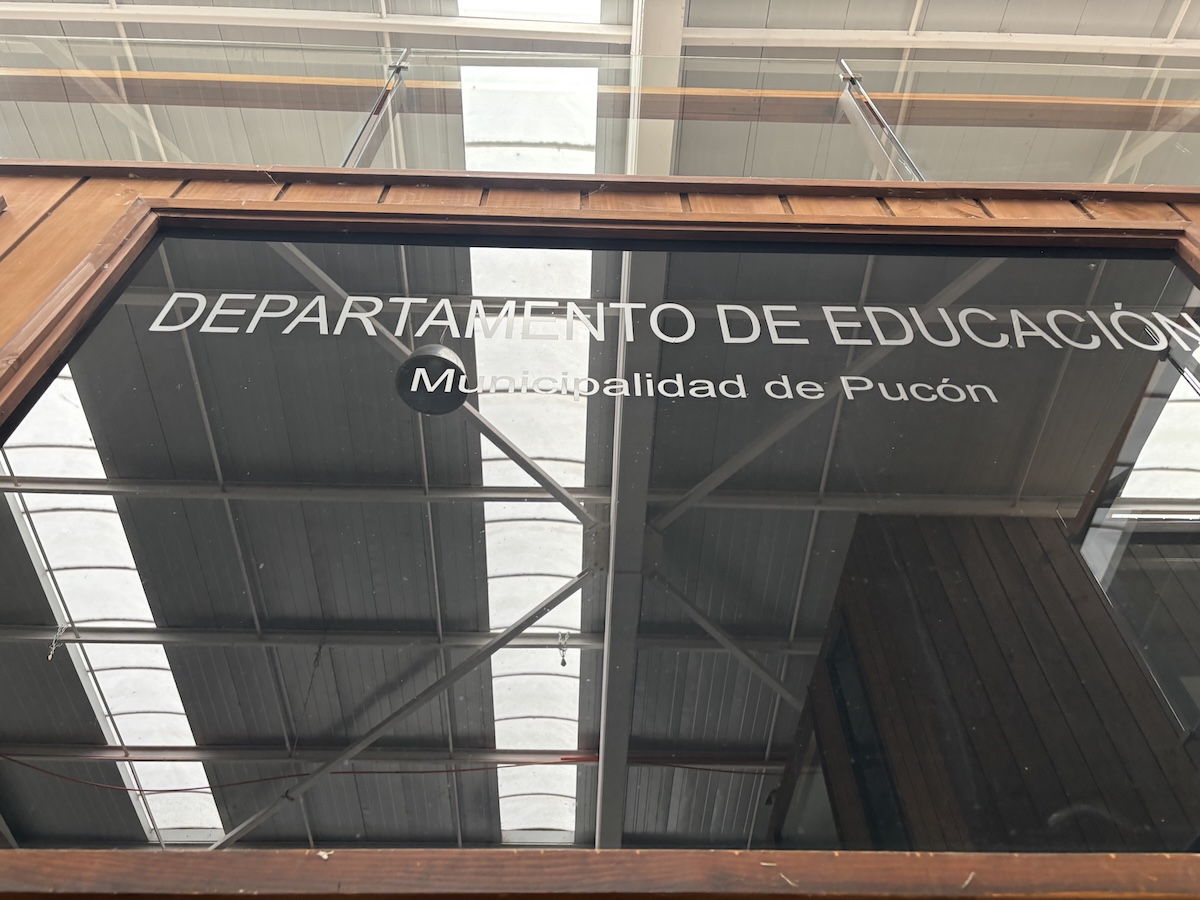 DEPARTAMENTO DE EDUCACIÓN
Municipalidad de Pucón